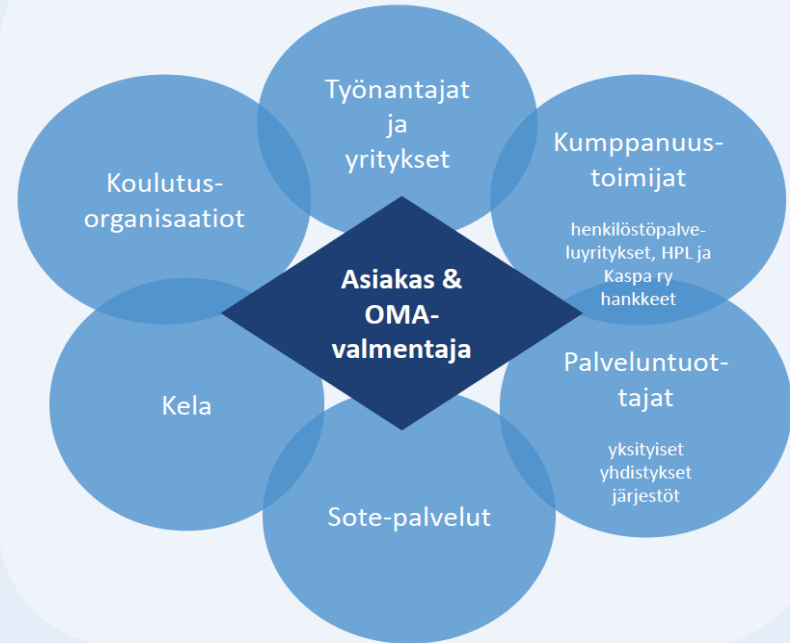 Työnantajat
ja
yritykset
Kumppanuus-
toimijat
henkilöstöpalve-
luyritykset, HPL ja
Kaspa ry
hankkeet
Koulutus-
organisaatiot
Asiakas &
OMA-
valmentaja
Palveluntuot-
tajat
yksityiset
yhdistykset
järjestöt
Kela
Sote-palvelut